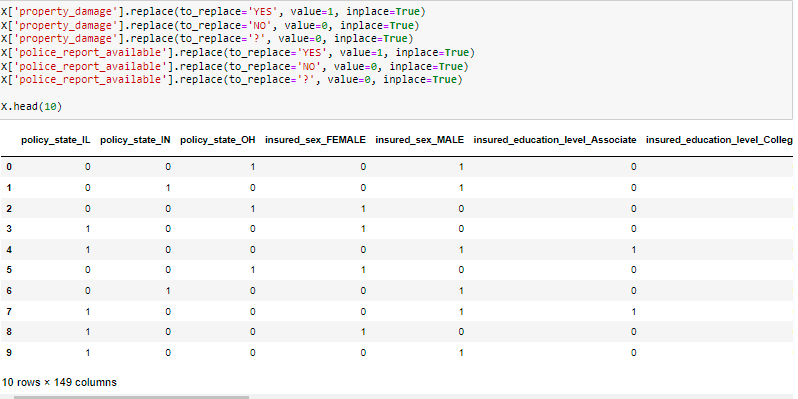 X['property_damage'].replace(to_replace='YES', value=1, inplace=True)
X['property_damage'].replace(to_replace='NO', value=0, inplace=True)
X['property_damage'].replace(to_replace='?', value=0, inplace=True)
X['police_report_available'].replace(to_replace='YES', value=1, inplace=True)
X['police_report_available'].replace(to_replace='NO', value=0, inplace=True)
X['police_report_available'].replace(to_replace='?', value=0, inplace=True)
X.head(10)
policy_state_IL policy_state_IN policy_state_OH insured_sex_FEMALE insured_sex_MALE insured_education_level_Associate insured_education_level_Colleg
0 0 0 1 0 1 0
1 0 1 0 0 1 0
2 0 0 1 1 0 0
3 1 0 0 1 0 0
4 1 0 0 0 1 1
5 0 0 1 1 0 0
6 0 1 0 0 1 0
7 1 0 0 0 1 1
8 1 0 0 1 0 0
9 1 0 0 0 1 0
10 rows × 149 columns